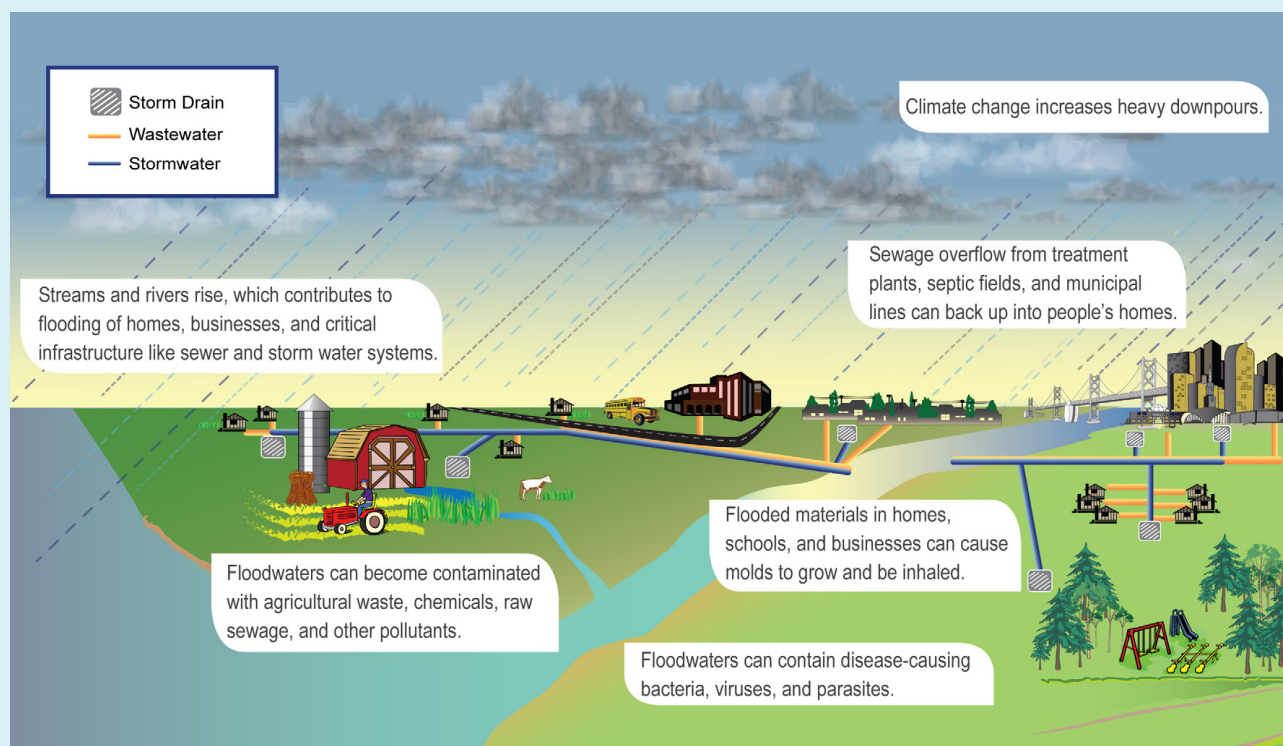 Storm Drain
Wastewater
Stormwater
Climate change increases heavy downpours.
Sewage overflow from treatment
plants, septic fields, and municipal
lines can back up into people's homes.
Streams and rivers rise, which contributes to
flooding of homes, businesses, and critical
infrastructure like sewer and storm water systems.
Flooded materials in homes,
schools, and businesses can cause
molds to grow and be inhaled.
Floodwaters can become contaminated
with agricultural waste, chemicals, raw
sewage, and other pollutants.
Floodwaters can contain disease-causing
bacteria, viruses, and parasites.